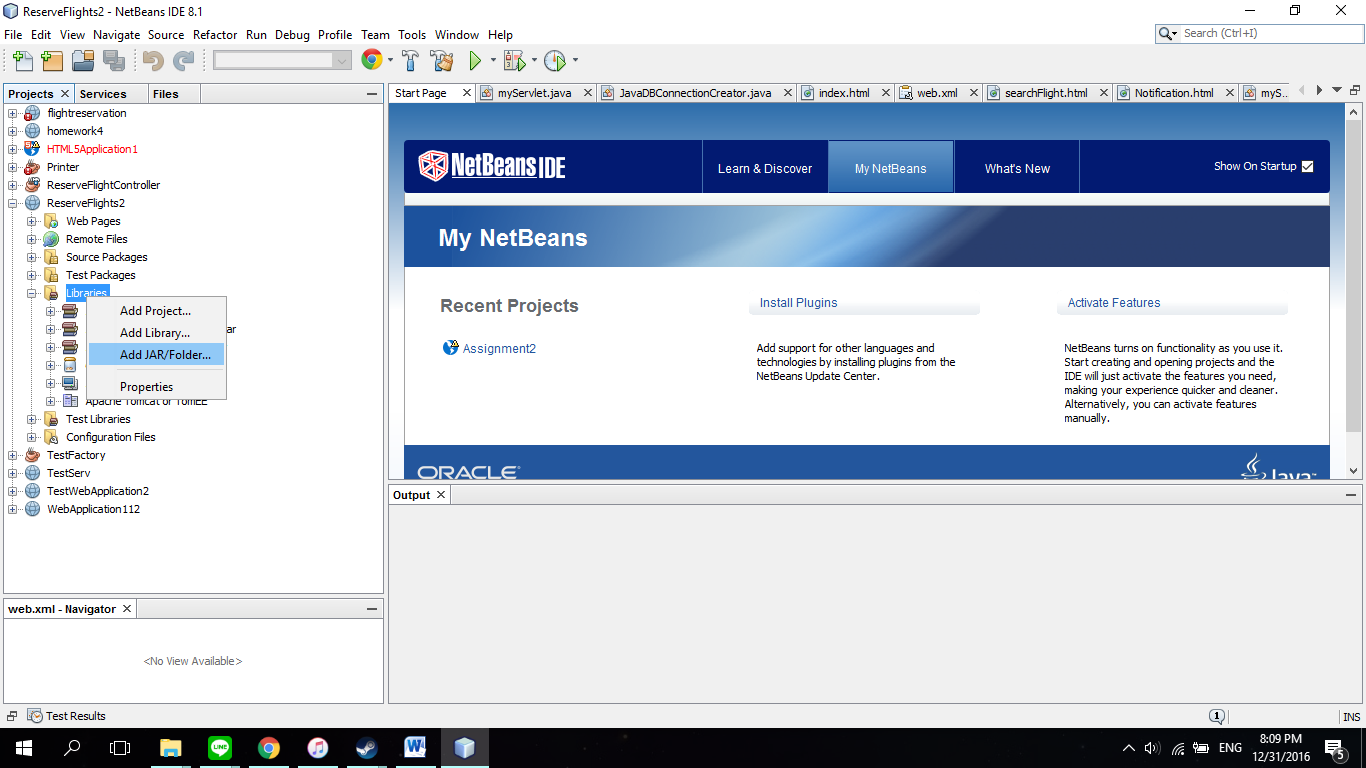 ReserveFlights2 - NetBeans IDE 8.1
File Edit View Navigate Source Refactor Run Debug Profile Team Tools Window Help
Search (Ctrl+I)
Projects Services Files
flightreservation
homework4
HTML5Application1
Printer
ReserveFlightController
ReserveFlights2
Web Pages
Remote Files
Source Packages
Test Packages
Libraries
Add Project...
Add Library...
ar
Add JAR/Folder...
Properties
Apache Tomcat or TomEE
Test Libraries
Configuration Files
TestFactory
TestServ
TestWebApplication2
WebApplication112
web.xml - Navigator
<No View Available>
Start Page myServlet.java JavaDBConnectionCreator.java index.html web.xml searchFlight.html Notification.html myS...
NetBeans IDE
Learn & Discover My NetBeans What's New
Show On Startup
My NetBeans
Recent Projects
Assignment2
Install Plugins
Add support for other languages and
technologies by installing plugins from the
NetBeans Update Center.
Activate Features
NetBeans turns on functionality as you use it.
Start creating and opening projects and the
IDE will just activate the features you need,
making your experience quicker and cleaner.
Alternatively, you can activate features
manually.
ORACLE
Java
Output
Test Results
1
INS
LINE
W
ENG
8:09 PM
12/31/2016
5